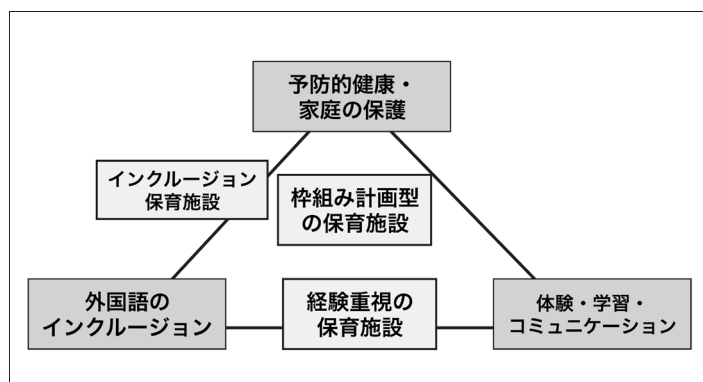 予防的健康・
家庭の保護
インクルージョン
保育施設
枠組み計画型
の保育施設
外国語の
インクルージョン
経験重視の
保育施設
体験・学習・
コミュニケーション